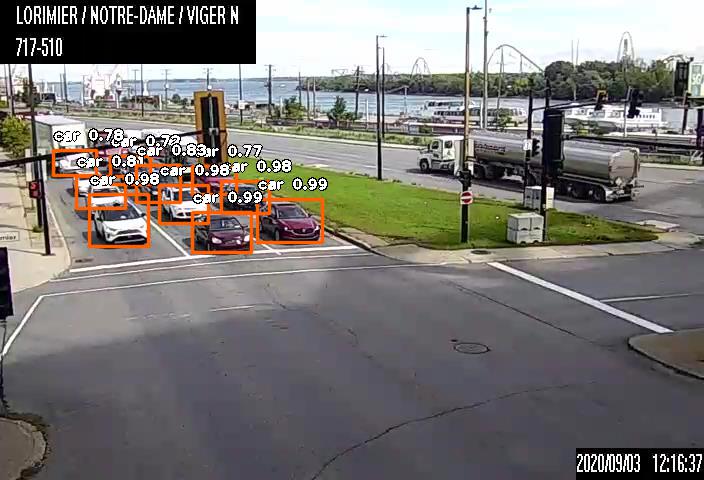 LORIMIER / NOTRE-DAME / VIGER N
717-510
car 0.78
car 0.72
car 0.83
0.77
car 0.81
car 0.98
car 0.98
car 0.98
car 0.99
car 0.99
2020/09/03 12:16:37